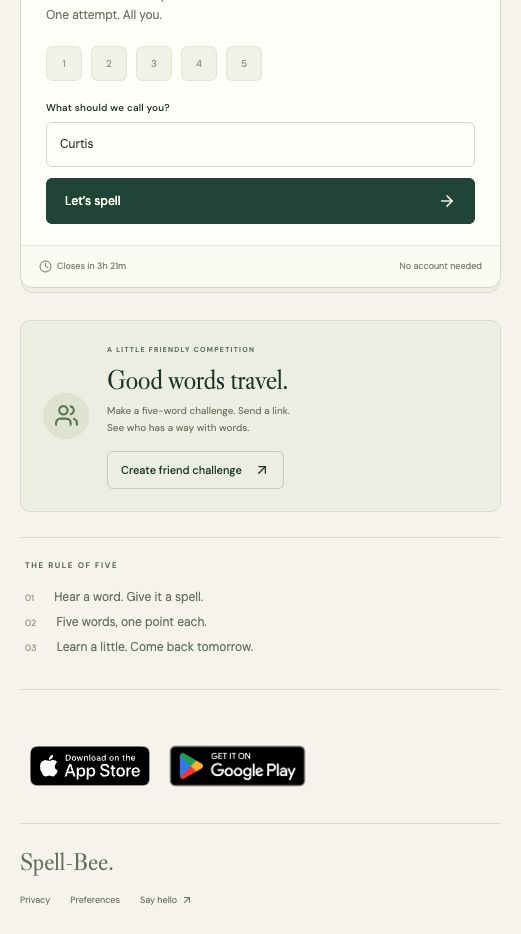 One attempt. All you.
1 2 3 4 5
What should we call you?
Curtis
Let's spell
Closes in 3h 21m
No account needed
A LITTLE FRIENDLY COMPETITION
Good words travel.
Make a five-word challenge. Send a link.
See who has a way with words.
Create friend challenge
THE RULE OF FIVE
01 Hear a word. Give it a spell.
02 Five words, one point each.
03 Learn a little. Come back tomorrow.
Download on the
App Store
GET IT ON
Google Play
Spell-Bee.
Privacy Preferences Say hello